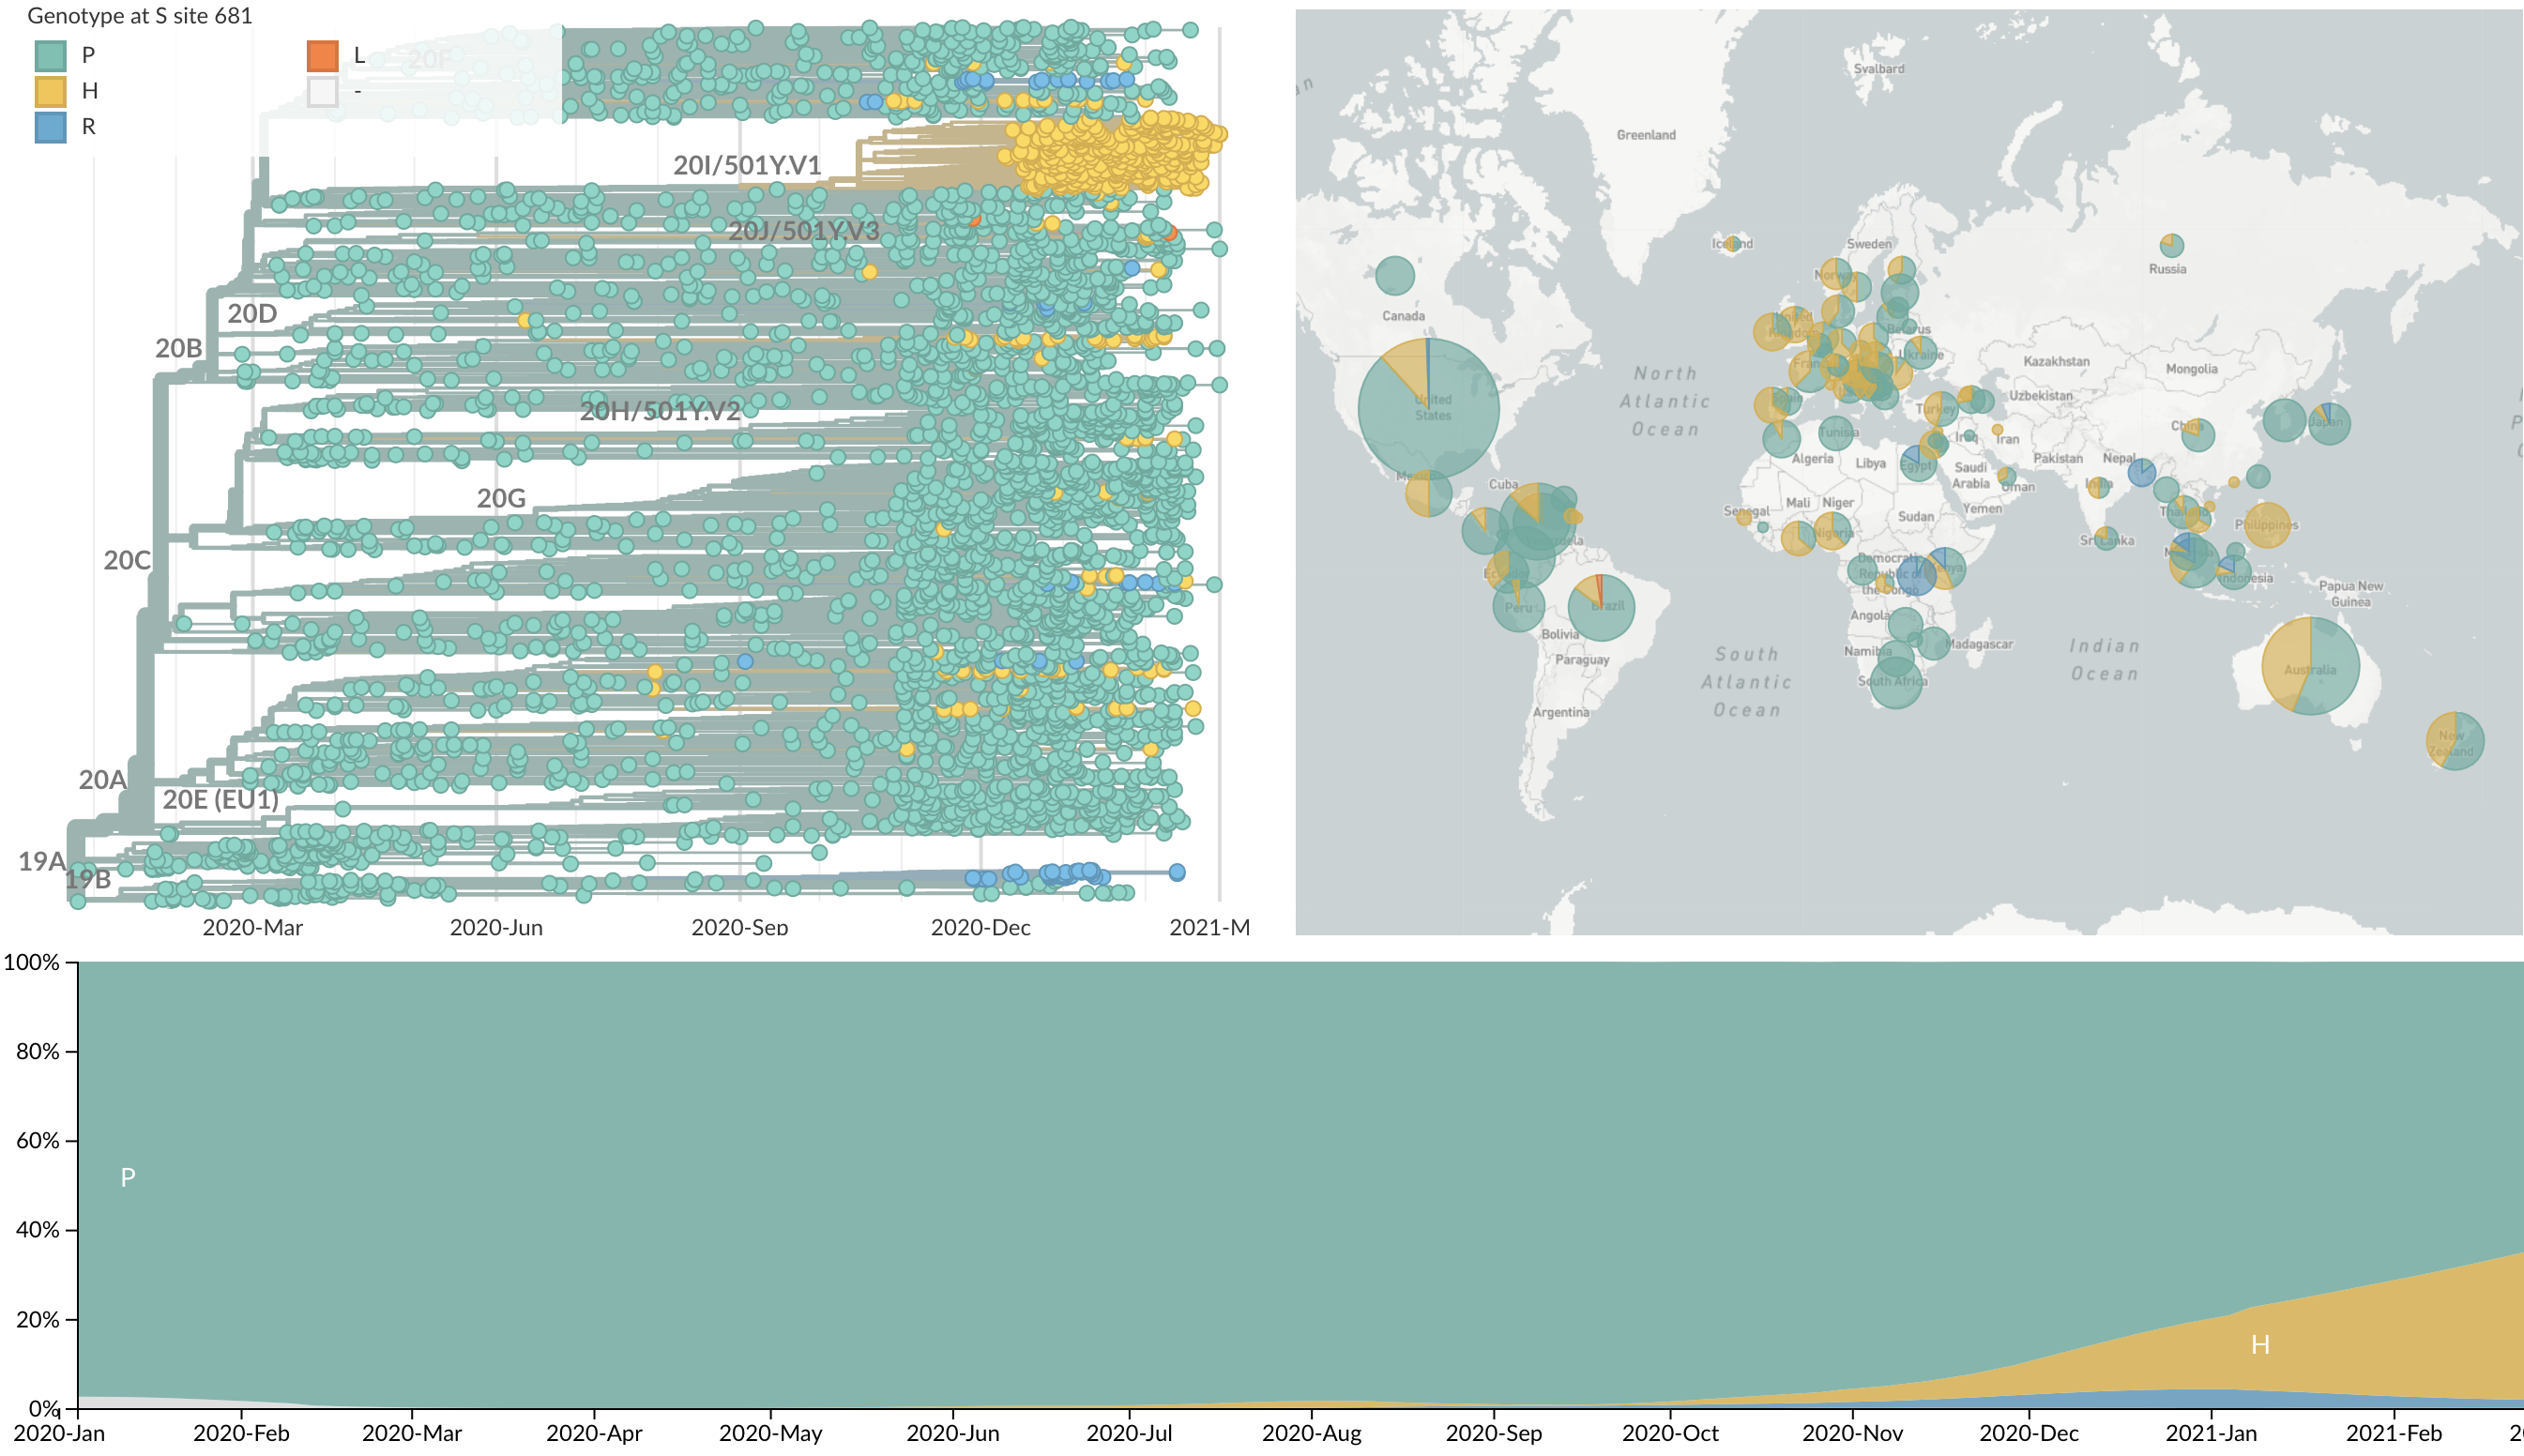 Genotype at S site 681
P
L
H
-
R
20F
20I/501Y.V1
20J/501Y.V3
20D
20B
20H/501Y.V2
20G
20C
20A
20E (EU1)
19A
19B
2020-Mar
2020-Jun
2020-Sep
2020-Dec
2021-M
Svalbard
Greenland
Iceland
Sweden
Norway
Russia
Canada
United
Kingdom
Belarus
Ukraine
France
Kazakhstan
Mongolia
North
Atlantic
Ocean
United
States
Spain
Turkey
Uzbekistan
China
Japan
Tunisia
Iraq
Iran
Algeria
Libya
Egypt
Pakistan
Nepal
Saudi
Arabia
Oman
India
Mexico
Cuba
Mali
Niger
Senegal
Sudan
Yemen
Thailand
Philippines
Nigeria
Sri Lanka
Democratic
Republic of
the Congo
Kenya
Indonesia
Papua New
Guinea
Ecuador
Peru
Brazil
Angola
Bolivia
Madagascar
Namibia
Paraguay
South
Atlantic
Ocean
Indian
Ocean
South Africa
Australia
Argentina
New
Zealand
100%
80%
60%
40%
20%
0%
P
H
2020-Jan
2020-Feb
2020-Mar
2020-Apr
2020-May
2020-Jun
2020-Jul
2020-Aug
2020-Sep
2020-Oct
2020-Nov
2020-Dec
2021-Jan
2021-Feb